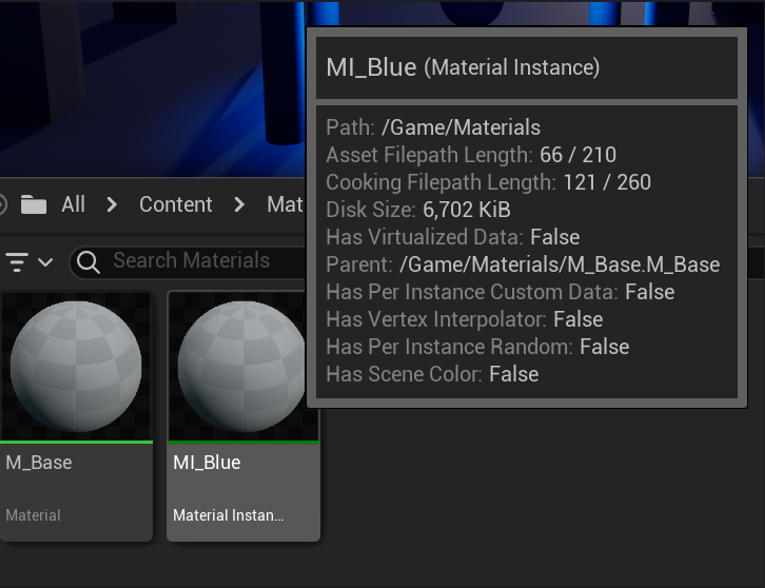 MI_Blue (Material Instance)
Path: /Game/Materials
Asset Filepath Length: 66 / 210
Cooking Filepath Length: 121 / 260
Disk Size: 6,702 KiB
Has Virtualized Data: False
Parent: /Game/Materials/M_Base.M_Base
Has Per Instance Custom Data: False
Has Vertex Interpolator: False
Has Per Instance Random: False
Has Scene Color: False
All > Content > Mat
Search Materials
M_Base
Material
MI_Blue
Material Instan...